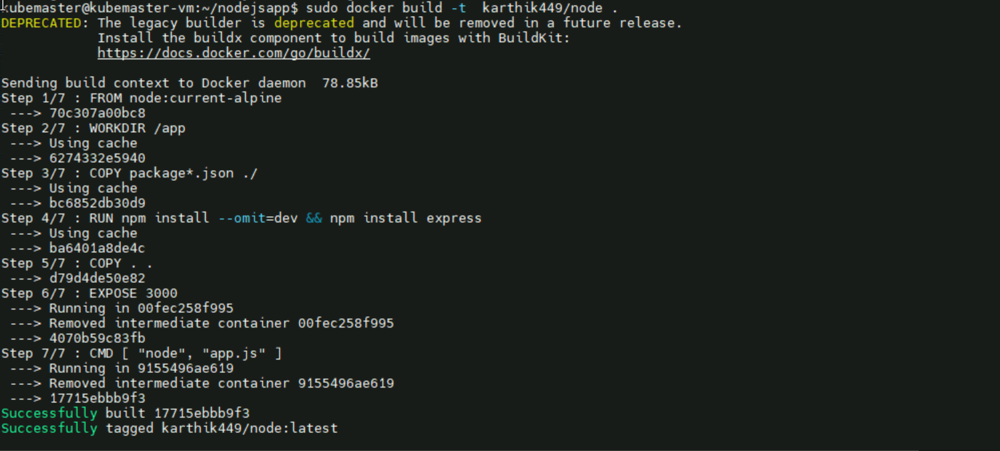 kubemaster@kubemaster-vm:~/nodejsapp$ sudo docker build -t  karthik449/node .
DEPRECATED: The legacy builder is deprecated and will be removed in a future release.
            Install the buildx component to build images with BuildKit:
            https://docs.docker.com/go/buildx/

Sending build context to Docker daemon  78.85kB
Step 1/7 : FROM node:current-alpine
 ---> 70c307a00bc8
Step 2/7 : WORKDIR /app
 ---> Using cache
 ---> 6274332e5940
Step 3/7 : COPY package*.json ./
 ---> Using cache
 ---> bc6852db30d9
Step 4/7 : RUN npm install --omit=dev && npm install express
 ---> Using cache
 ---> ba6401a8de4c
Step 5/7 : COPY . .
 ---> d79d4de50e82
Step 6/7 : EXPOSE 3000
 ---> Running in 00fec258f995
 ---> Removed intermediate container 00fec258f995
 ---> 4070b59c83fb
Step 7/7 : CMD [ "node", "app.js" ]
 ---> Running in 9155496ae619
 ---> Removed intermediate container 9155496ae619
 ---> 17715ebbb9f3
Successfully built 17715ebbb9f3
Successfully tagged karthik449/node:latest